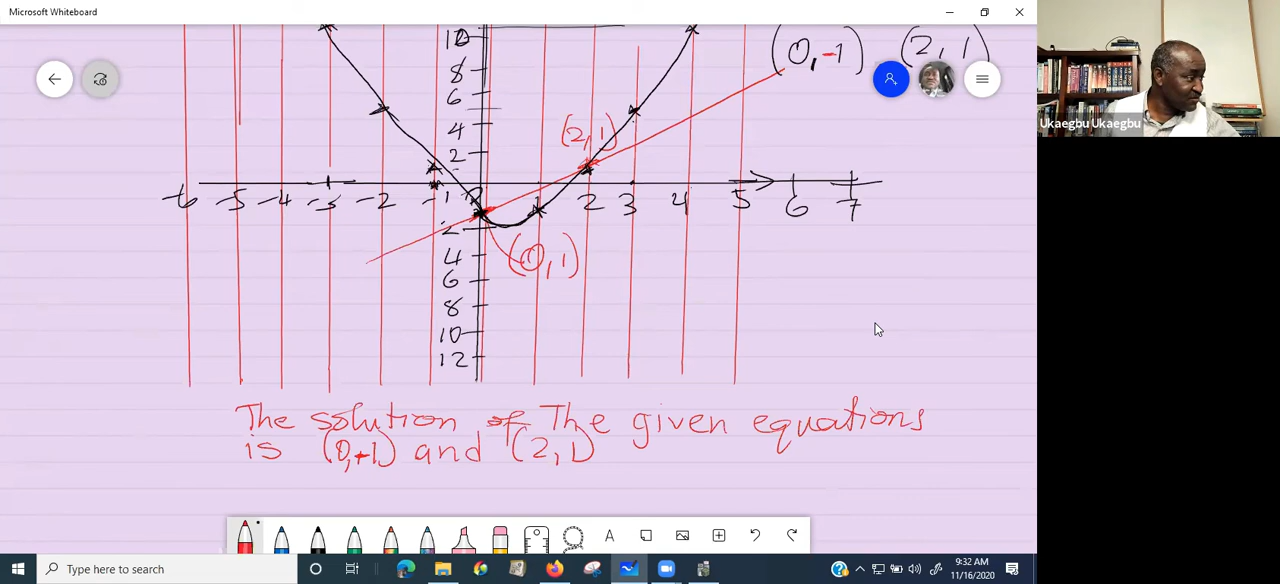 Microsoft Whiteboard
10
8
6
4
2
(0, -1) (2, 1)
(2, 1)
Ukaegbu Ukaegbu
-6 -5 -4 -3 -2 -1 1 2 3 4 5 6 7
2
4
6
8
10
12
(0, 1)
The solution of The given equations
is (0, +1) and (2, 1)
A
Type here to search
9:32 AM
11/16/2020